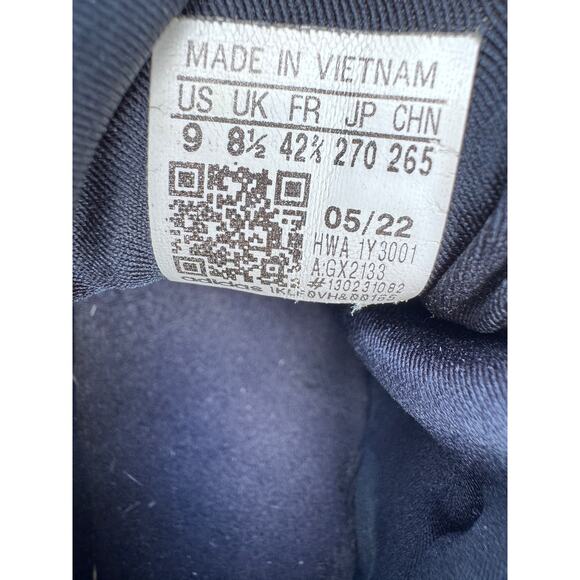 MADE IN VIETNAM
US UK FR JP CHN
9 8½ 42⅔ 270 265
05/22
HWA 1Y3001
A:GX2133
#130231082
adidas